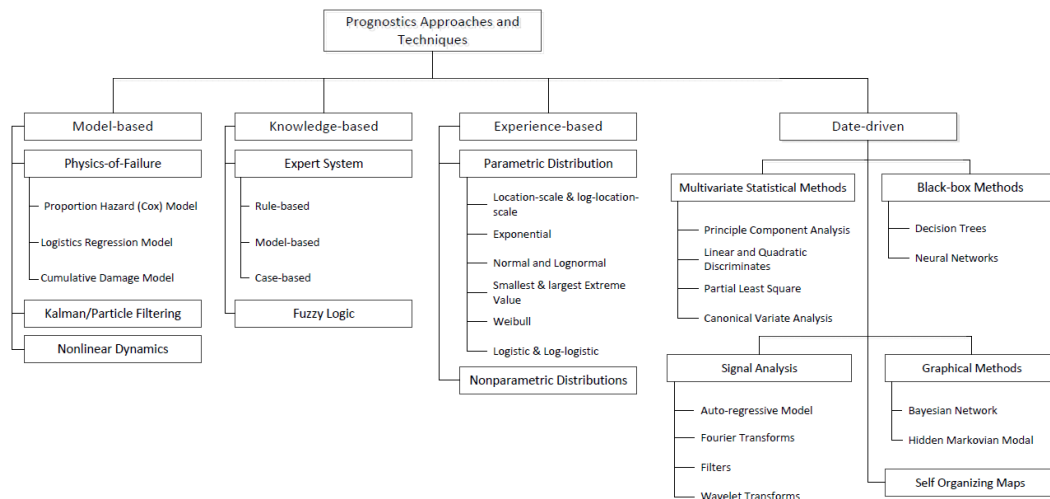 Prognostics Approaches and
Techniques
Model-based
Knowledge-based
Experience-based
Date-driven
Physics-of-Failure
Proportion Hazard (Cox) Model
Logistics Regression Model
Cumulative Damage Model
Kalman/Particle Filtering
Nonlinear Dynamics
Expert System
Rule-based
Model-based
Case-based
Fuzzy Logic
Parametric Distribution
Location-scale & log-location-
scale
Exponential
Normal and Lognormal
Smallest & largest Extreme
Value
Weibull
Logistic & Log-logistic
Nonparametric Distributions
Multivariate Statistical Methods
Principle Component Analysis
Linear and Quadratic
Discriminates
Partial Least Square
Canonical Variate Analysis
Black-box Methods
Decision Trees
Neural Networks
Signal Analysis
Auto-regressive Model
Fourier Transforms
Filters
Wavelet Transforms
Graphical Methods
Bayesian Network
Hidden Markovian Modal
Self Organizing Maps